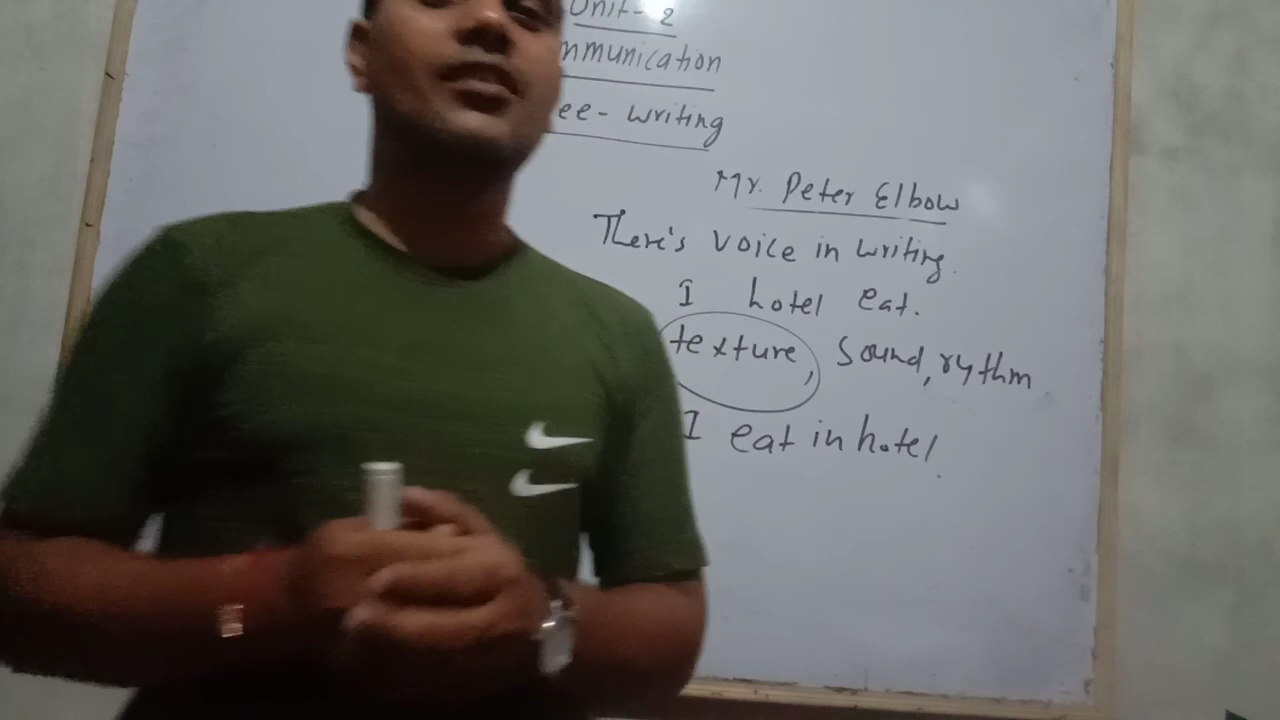 Unit- 2
mmunication
ee- writing
Mr. Peter Elbow
There's voice in writing.
I hotel eat.
texture, Sound, rythm
I eat in hotel.